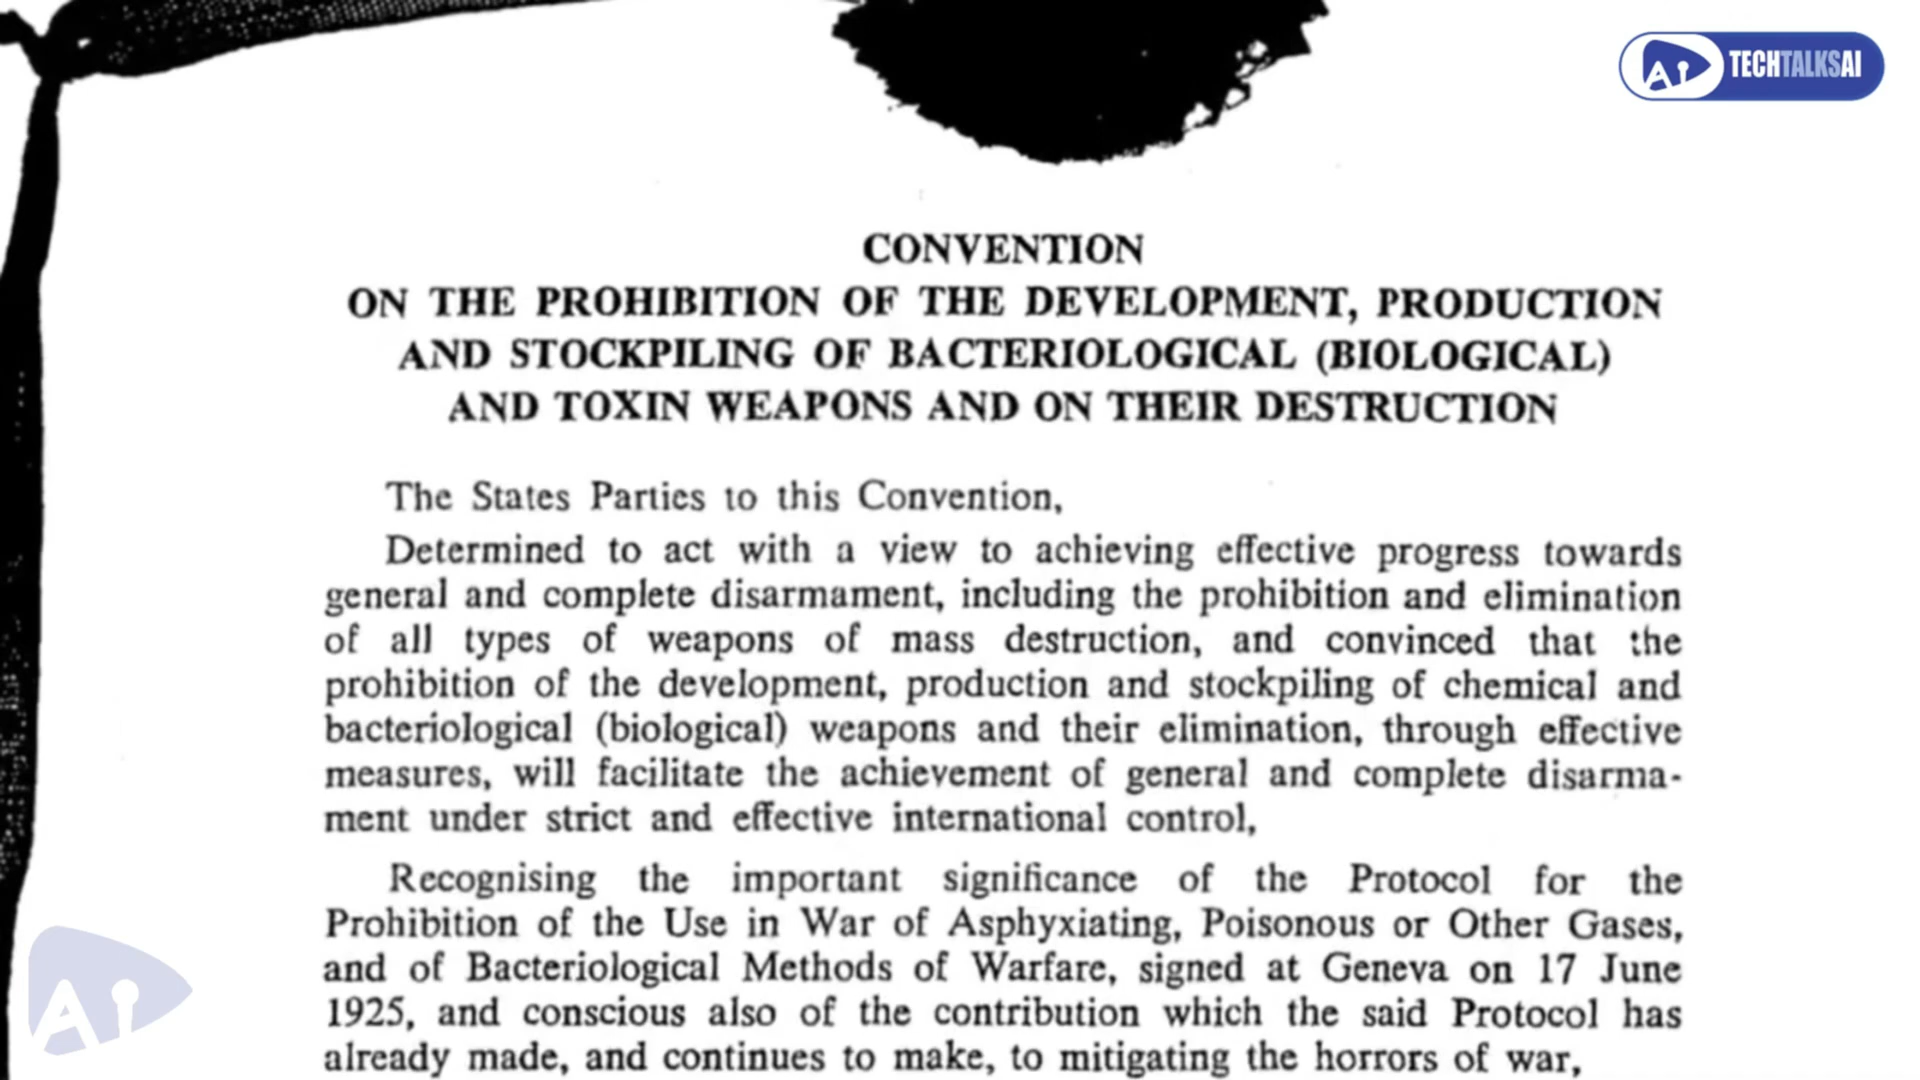 TECHTALKSAI
CONVENTION
ON THE PROHIBITION OF THE DEVELOPMENT, PRODUCTION
AND STOCKPILING OF BACTERIOLOGICAL (BIOLOGICAL)
AND TOXIN WEAPONS AND ON THEIR DESTRUCTION
The States Parties to this Convention,
Determined to act with a view to achieving effective progress towards
general and complete disarmament, including the prohibition and elimination
of all types of weapons of mass destruction, and convinced that the
prohibition of the development, production and stockpiling of chemical and
bacteriological (biological) weapons and their elimination, through effective
measures, will facilitate the achievement of general and complete disarma-
ment under strict and effective international control,
Recognising the important significance of the Protocol for the
Prohibition of the Use in War of Asphyxiating, Poisonous or Other Gases,
and of Bacteriological Methods of Warfare, signed at Geneva on 17 June
1925, and conscious also of the contribution which the said Protocol has
already made, and continues to make, to mitigating the horrors of war,
Ai